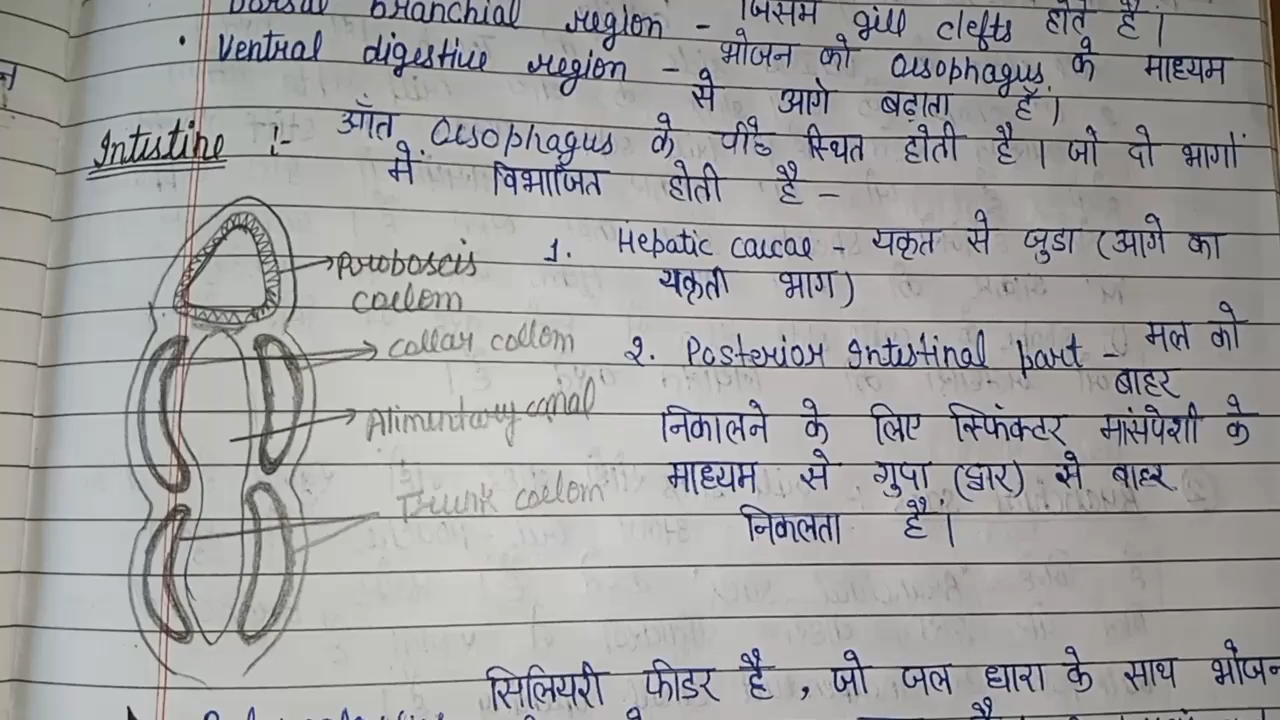 Dorsal branchial region - जिसमें gill clefts होते हैं।
• Ventral digestive region - भोजन को oesophagus के माध्यम
से आगे बढ़ाता हैं।
Intistine :- आँत oesophagus के पीछे स्थित होती है। जो दो भागों
में विभाजित होती है -
1. Hepatic caecae - यकृत से जुडा (आगे का
यकृती भाग)
Proboscis
coelom
collar collom
Alimentary canal
Trunk coelom
2. Posterior Intestinal part - मल को
बाहर
निकालने के लिए स्फिंक्टर मांसपेशी के
माध्यम से गुपा (द्वार) से बाहर
निकलता हैं।
सिलियरी फीडर है, जो जल धारा के साथ भोजन